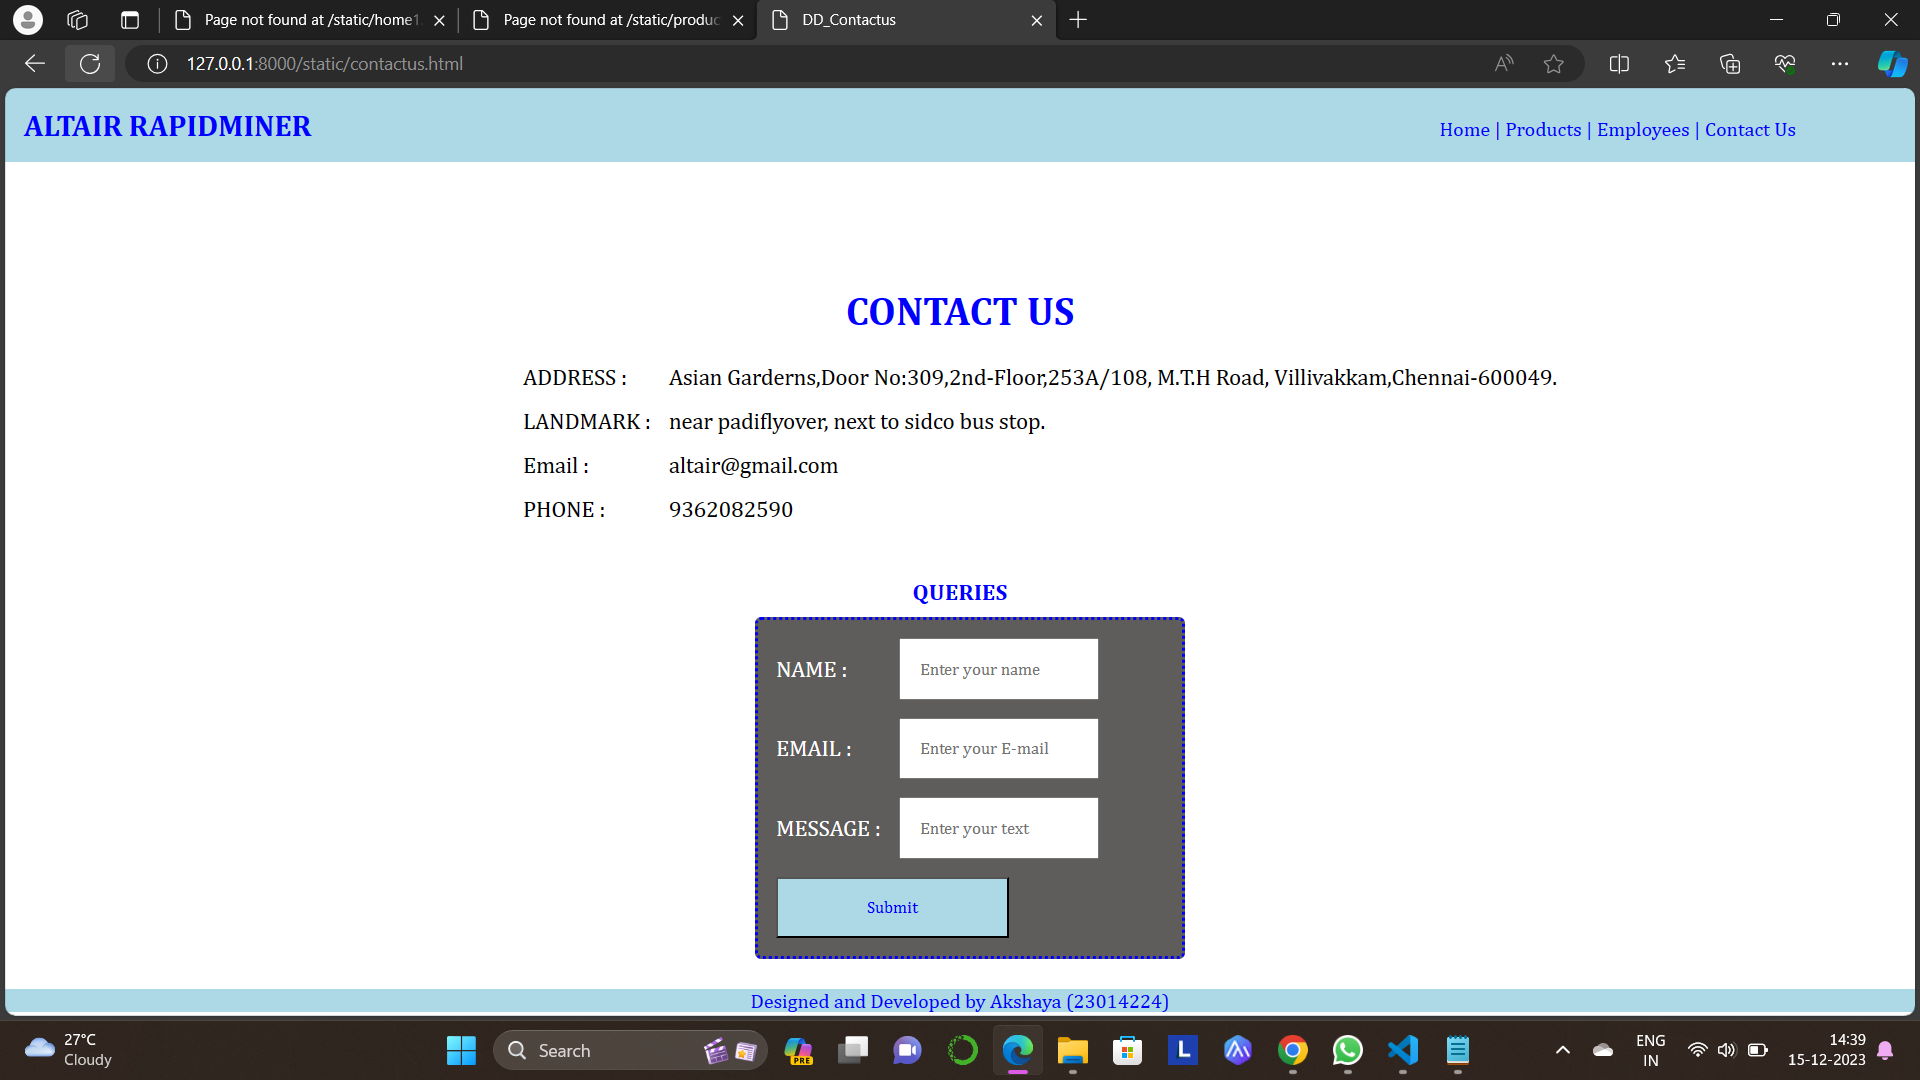 Page not found at /static/home1.
Page not found at /static/produc
DD_Contactus
127.0.0.1:8000/static/contactus.html
ALTAIR RAPIDMINER
Home | Products | Employees | Contact Us
CONTACT US
ADDRESS : Asian Garderns,Door No:309,2nd-Floor,253A/108, M.T.H Road, Villivakkam,Chennai-600049.
LANDMARK : near padiflyover, next to sidco bus stop.
Email : altair@gmail.com
PHONE : 9362082590
QUERIES
NAME : Enter your name
EMAIL : Enter your E-mail
MESSAGE : Enter your text
Submit
Designed and Developed by Akshaya (23014224)
27°C
Cloudy
Search
PRE
L
ENG
IN
14:39
15-12-2023